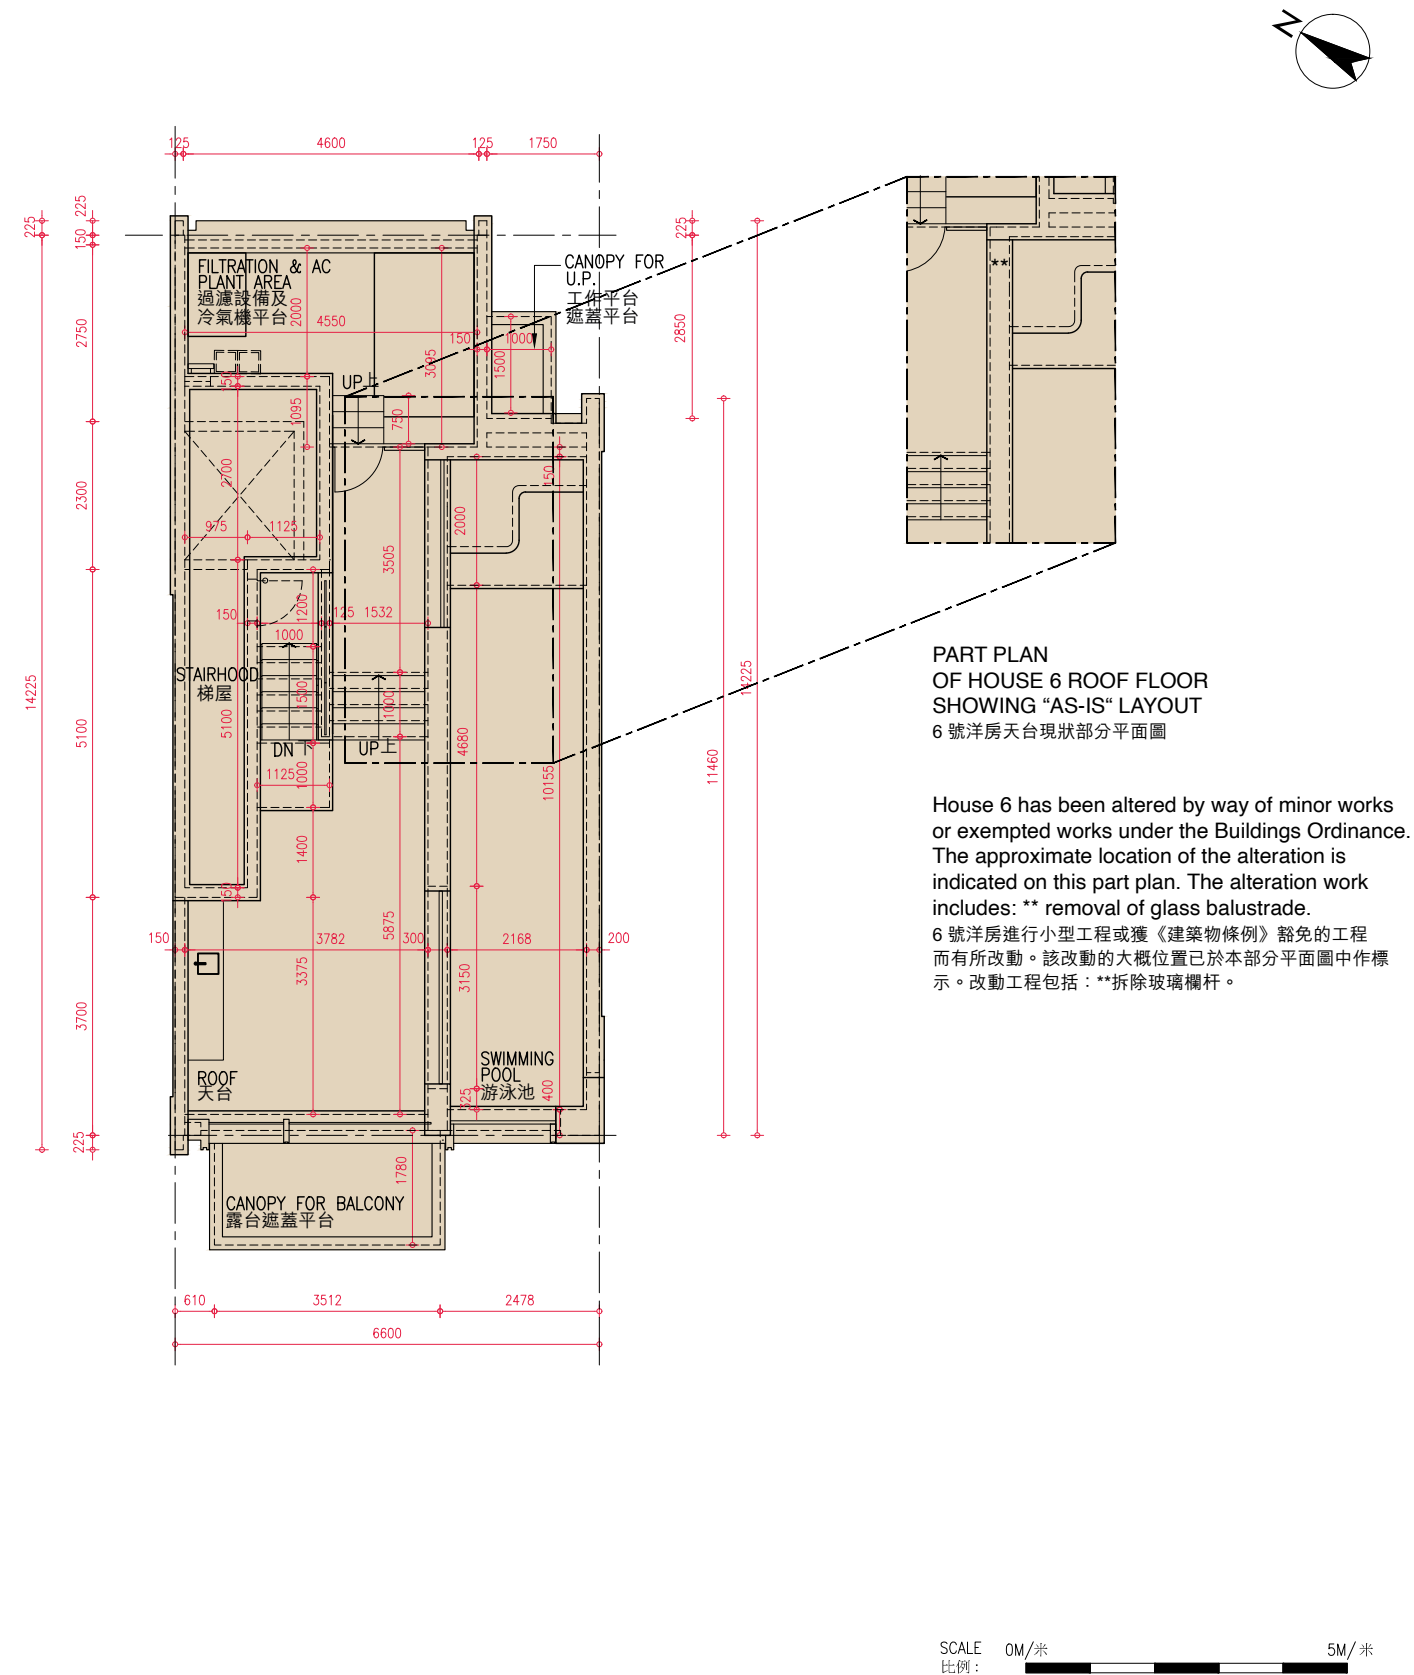 N
125
4600
125
1750
225
225
150
225
FILTRATION & AC
PLANT AREA
過濾設備及
冷氣機平台
CANOPY FOR
U.P.
工作平台
遮蓋平台
**
2000
4550
2750
2850
150
1000
3095
1500
UP上
150
1095
750
2700
150
2300
975
1125
2000
3505
1200
150
125
1532
1000
STAIRHOOD
梯屋
14225
14225
1500
1000
5100
5100
4680
DN下
UP上
1125
1000
10155
11460
PART PLAN
OF HOUSE 6 ROOF FLOOR
SHOWING “AS-IS“ LAYOUT
6 號洋房天台現狀部分平面圖
House 6 has been altered by way of minor works
or exempted works under the Buildings Ordinance.
The approximate location of the alteration is
indicated on this part plan. The alteration work
includes: ** removal of glass balustrade.
6 號洋房進行小型工程或獲《建築物條例》豁免的工程
而有所改動。該改動的大概位置已於本部分平面圖中作標
示。改動工程包括：**拆除玻璃欄杆。
1400
150
5875
150
3782
300
2168
200
3375
3150
3700
SWIMMING
POOL
游泳池
ROOF
天台
625
400
225
1780
CANOPY FOR BALCONY
露台遮蓋平台
610
3512
2478
6600
SCALE
比例：
0M/米
5M/米